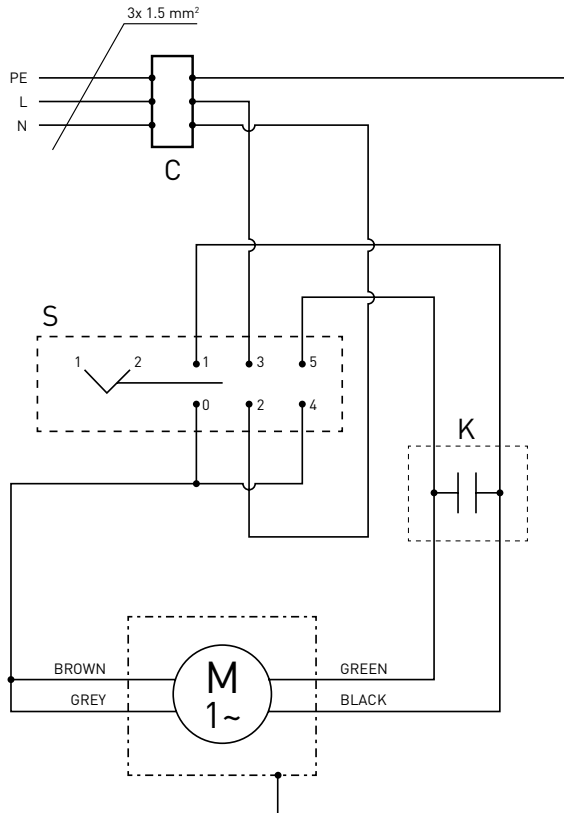 3x 1.5 mm²
PE
L
N
C
S
1 2 1 3 5
0 2 4
K
M
1~
BROWN GREEN
GREY BLACK